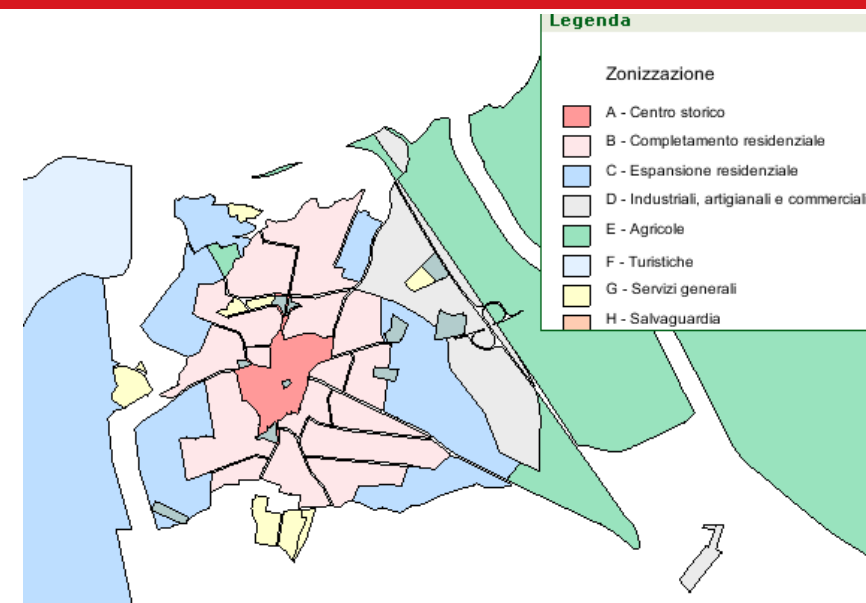 Legenda
Zonizzazione
A - Centro storico
B - Completamento residenziale
C - Espansione residenziale
D - Industriali, artigianali e commerciali
E - Agricole
F - Turistiche
G - Servizi generali
H - Salvaguardia